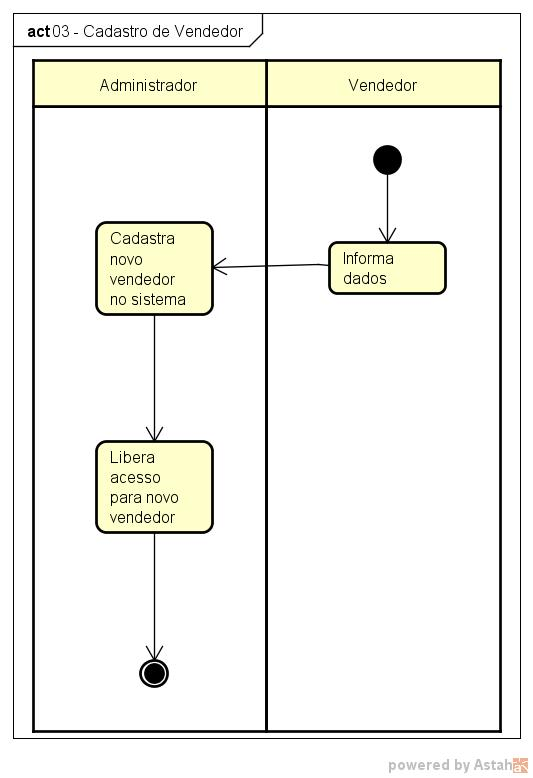 act 03 - Cadastro de Vendedor
Administrador
Vendedor
Informa
dados
Cadastra
novo
vendedor
no sistema
Libera
acesso
para novo
vendedor
powered by Astah